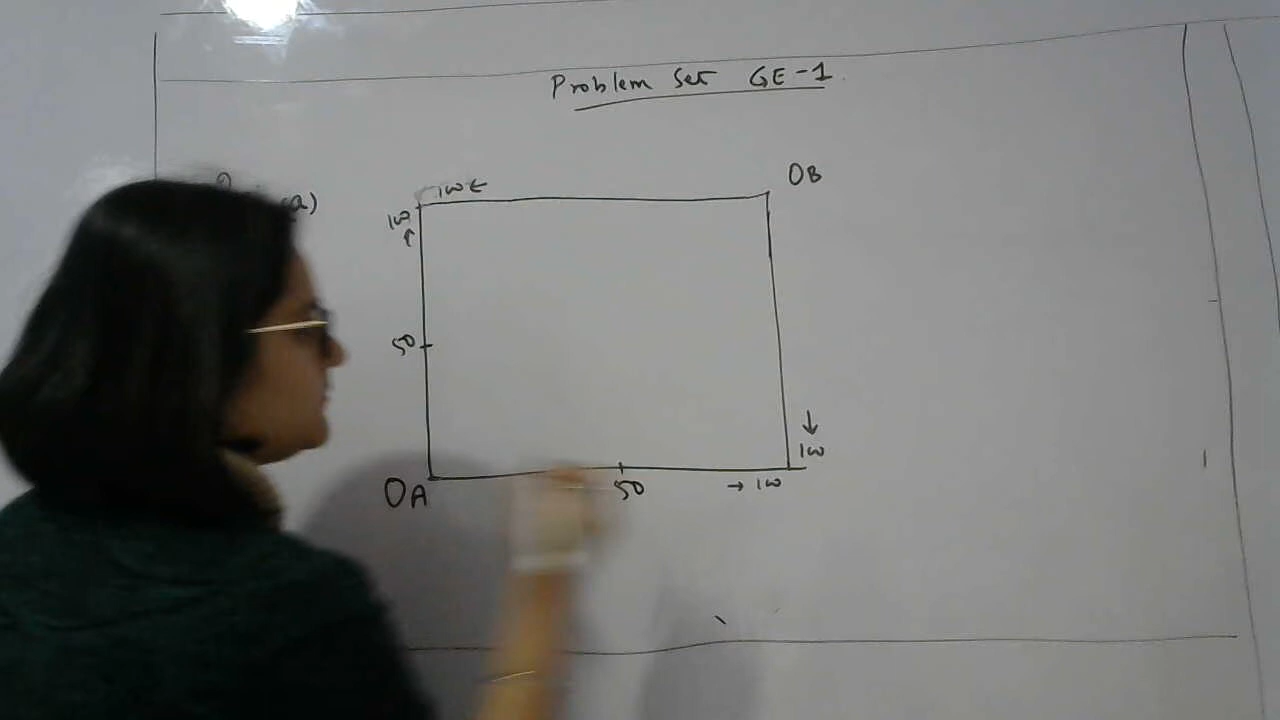 Problem Set GE-1.
(a)
OB
100 ←
100
↑
50
↓
100
50
→ 100
OA